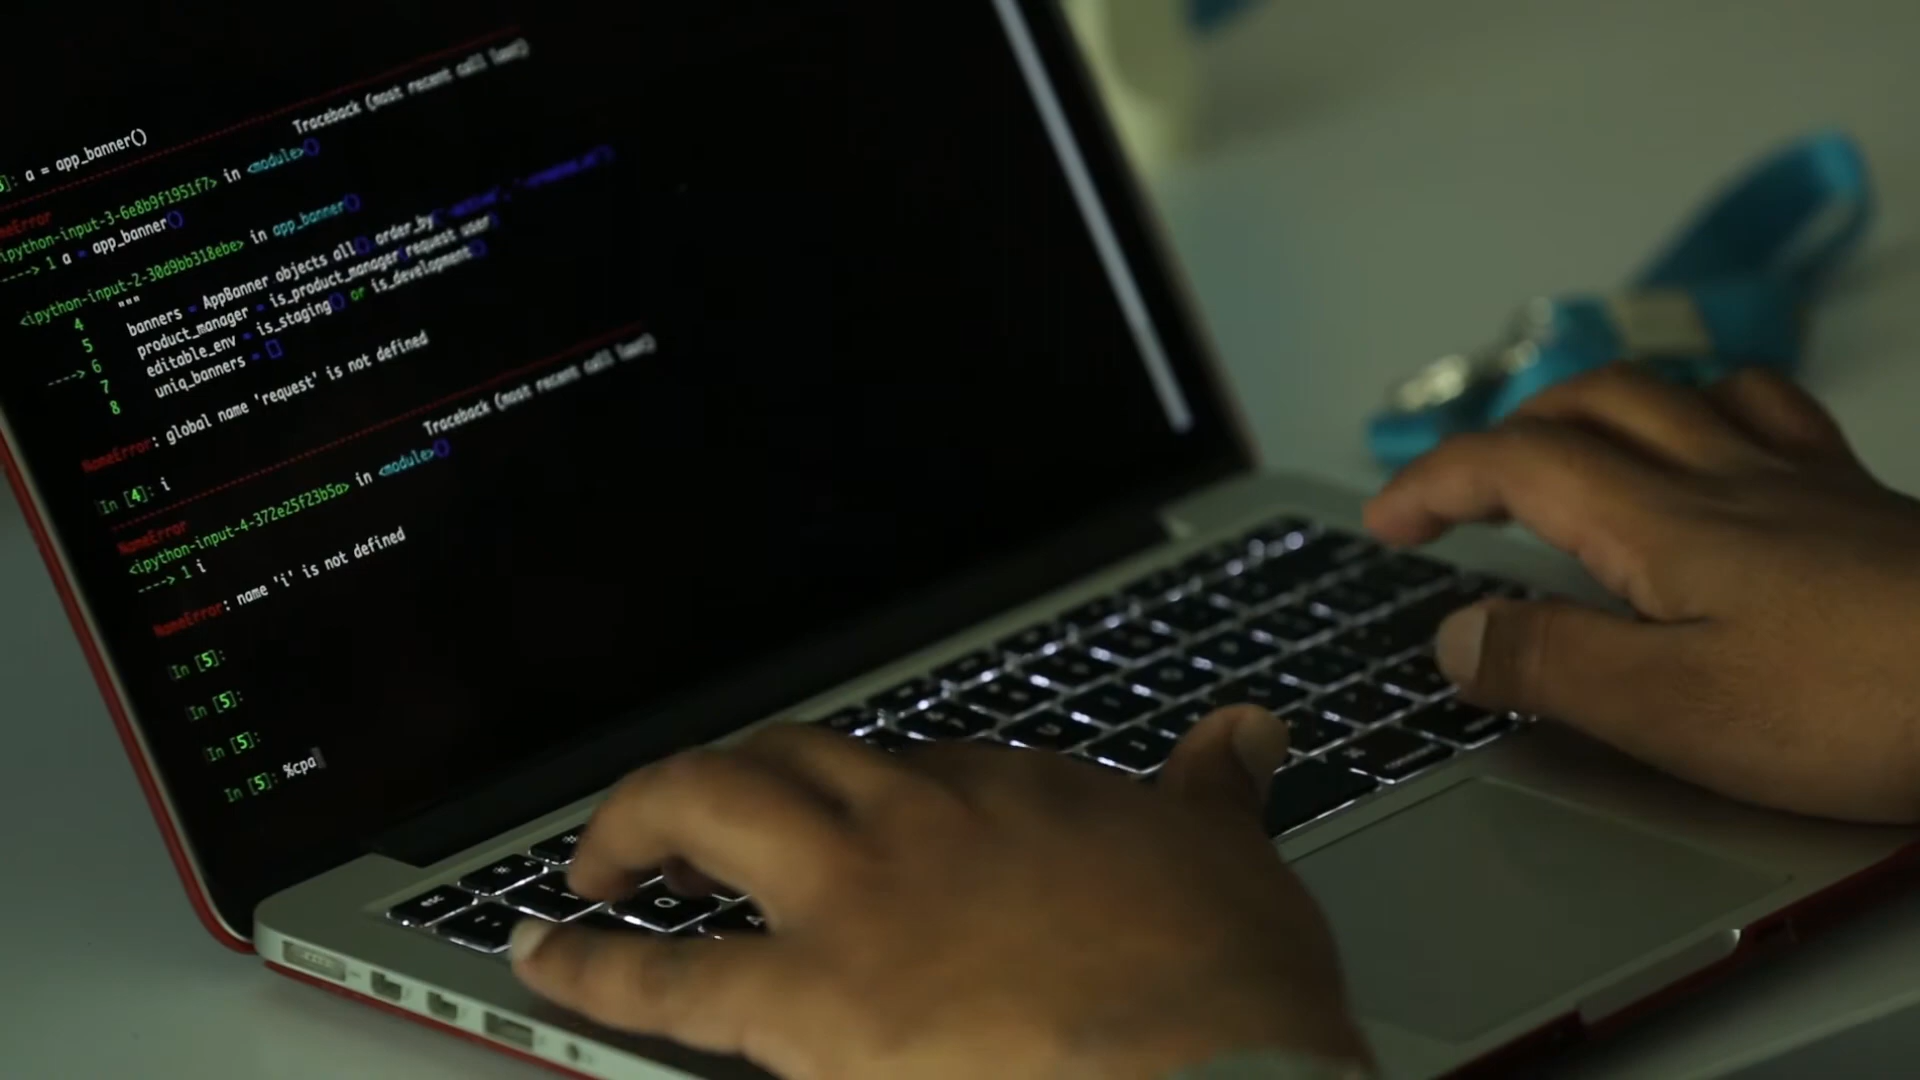 Traceback (most recent call last)
]: a = app_banner()
meError
ipython-input-3-6e8b9f1951f7> in <module>()
----> 1 a = app_banner()
<ipython-input-2-30d9bb318ebe> in app_banner()
4 """
5 banners = AppBanner objects all() order_by
----> 6 product_manager = is_product_manager(request user)
7 editable_env = is_staging() or is_development()
8 uniq_banners = []
NameError: global name 'request' is not defined
In [4]: i
Traceback (most recent call last)
NameError
<ipython-input-4-372e25f23b5a> in <module>()
----> 1 i
NameError: name 'i' is not defined
In [5]:
In [5]:
In [5]:
In [5]: %cpa
esc
Q